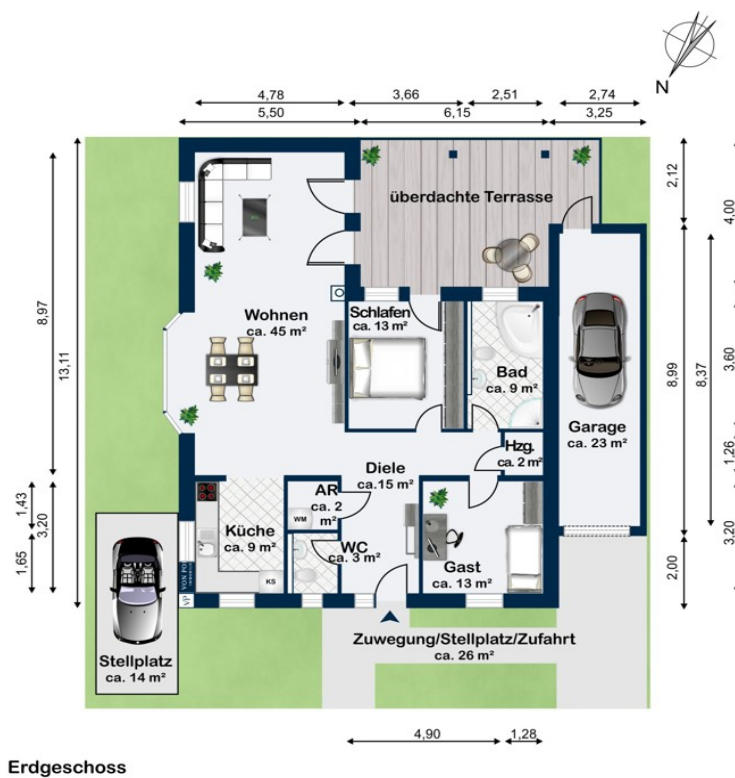 N
4,78
3,66
2,51
2,74
5,50
6,15
3,25
2,12
4,00
überdachte Terrasse
8,97
13,11
Wohnen
ca. 45 m²
Schlafen
ca. 13 m²
Bad
ca. 9 m²
8,99
8,37
3,60
Garage
ca. 23 m²
Diele
ca.15 m²
Hzg.
ca. 2 m²
1,26
1,43
3,20
AR
ca. 2
m²
WM
Küche
ca. 9 m²
WC
ca. 3 m²
Gast
ca. 13 m²
3,20
1,65
2,00
KS
VON PO
VP
Zuwegung/Stellplatz/Zufahrt
ca. 26 m²
Stellplatz
ca. 14 m²
4,90
1,28
Erdgeschoss